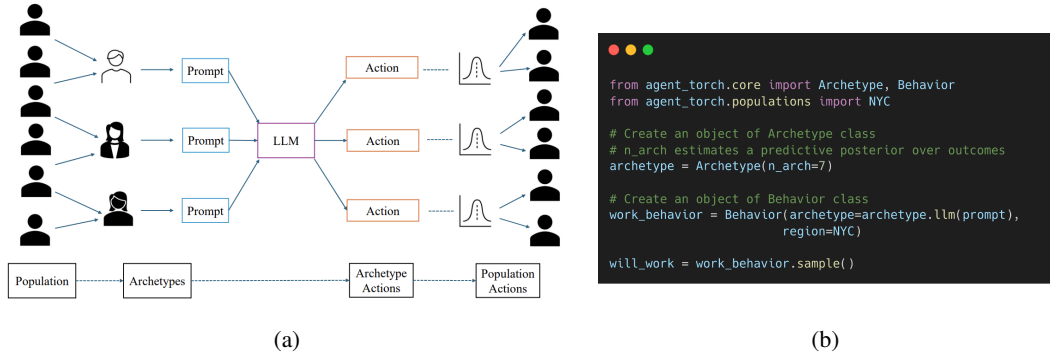 Prompt
Action
Prompt
LLM
Action
Prompt
Action
Population
Archetypes
Archetype
Actions
Population
Actions
(a)
from agent_torch.core import Archetype, Behavior
from agent_torch.populations import NYC
# Create an object of Archetype class
# n_arch estimates a predictive posterior over outcomes
archetype = Archetype(n_arch=7)
# Create an object of Behavior class
work_behavior = Behavior(archetype=archetype.llm(prompt),
region=NYC)
will_work = work_behavior.sample()
(b)